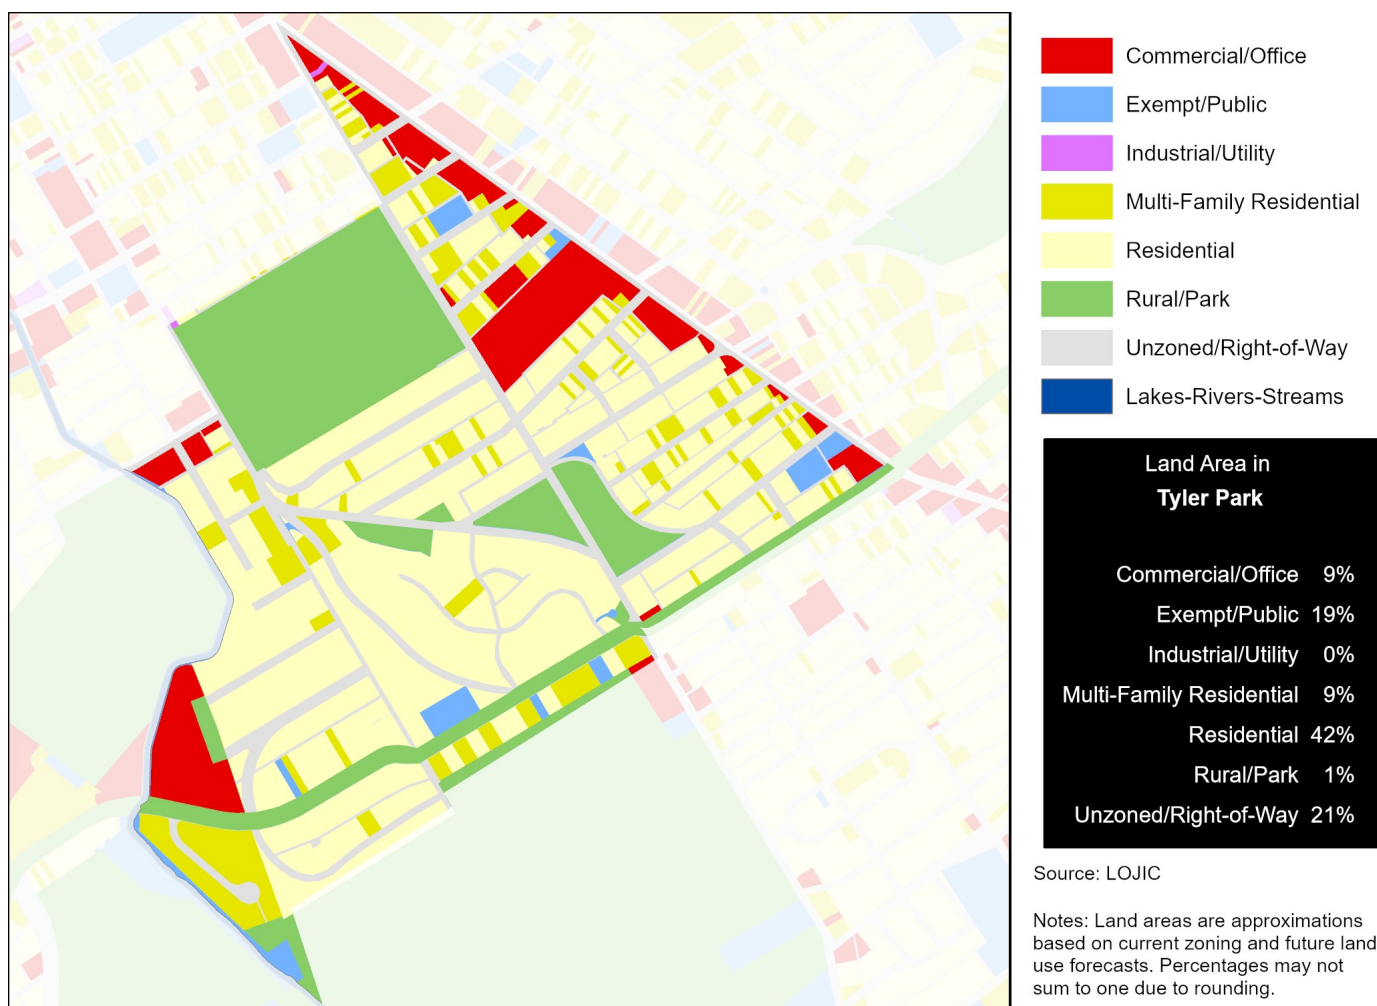 Commercial/Office
Exempt/Public
Industrial/Utility
Multi-Family Residential
Residential
Rural/Park
Unzoned/Right-of-Way
Lakes-Rivers-Streams
Land Area in
Tyler Park
Commercial/Office 9%
Exempt/Public 19%
Industrial/Utility 0%
Multi-Family Residential 9%
Residential 42%
Rural/Park 1%
Unzoned/Right-of-Way 21%
Source: LOJIC
Notes: Land areas are approximations
based on current zoning and future land
use forecasts. Percentages may not
sum to one due to rounding.